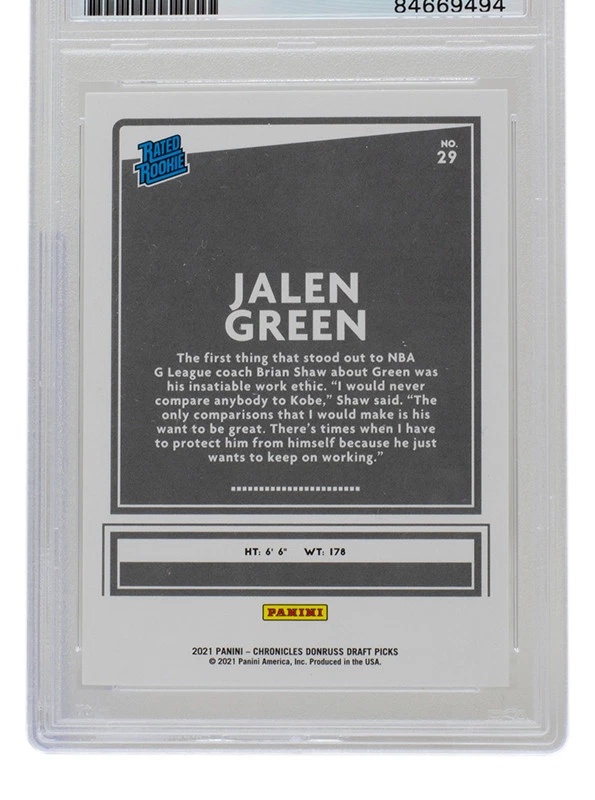 84669494
RATED
ROOKIE
NO.
29
JALEN
GREEN
The first thing that stood out to NBA
G League coach Brian Shaw about Green was
his insatiable work ethic. “I would never
compare anybody to Kobe,” Shaw said. “The
only comparisons that I would make is his
want to be great. There’s times when I have
to protect him from himself because he just
wants to keep on working.”
HT: 6' 6" WT: 178
PANINI
2021 PANINI – CHRONICLES DONRUSS DRAFT PICKS
© 2021 Panini America, Inc. Produced in the USA.